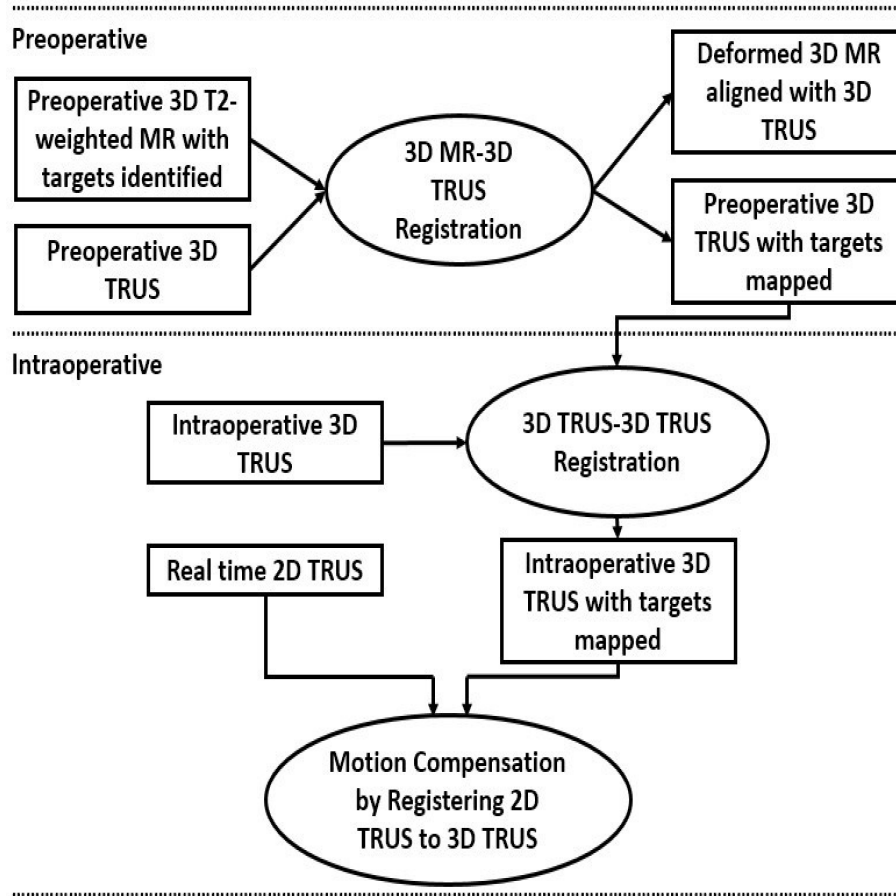 Preoperative
Preoperative 3D T2-
weighted MR with
targets identified
Preoperative 3D
TRUS
3D MR-3D
TRUS
Registration
Deformed 3D MR
aligned with 3D
TRUS
Preoperative 3D
TRUS with targets
mapped
Intraoperative
Intraoperative 3D
TRUS
3D TRUS-3D TRUS
Registration
Real time 2D TRUS
Intraoperative 3D
TRUS with targets
mapped
Motion Compensation
by Registering 2D
TRUS to 3D TRUS